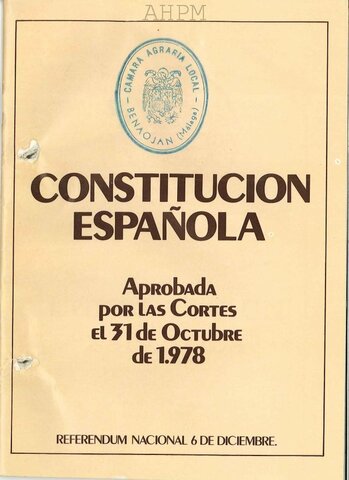 AHPM
CAMARA AGRARIA LOCAL
BENAOJAN (Málaga)
CONSTITUCION
ESPAÑOLA
Aprobada
por las Cortes
el 31 de Octubre
de 1.978
REFERENDUM NACIONAL 6 DE DICIEMBRE.